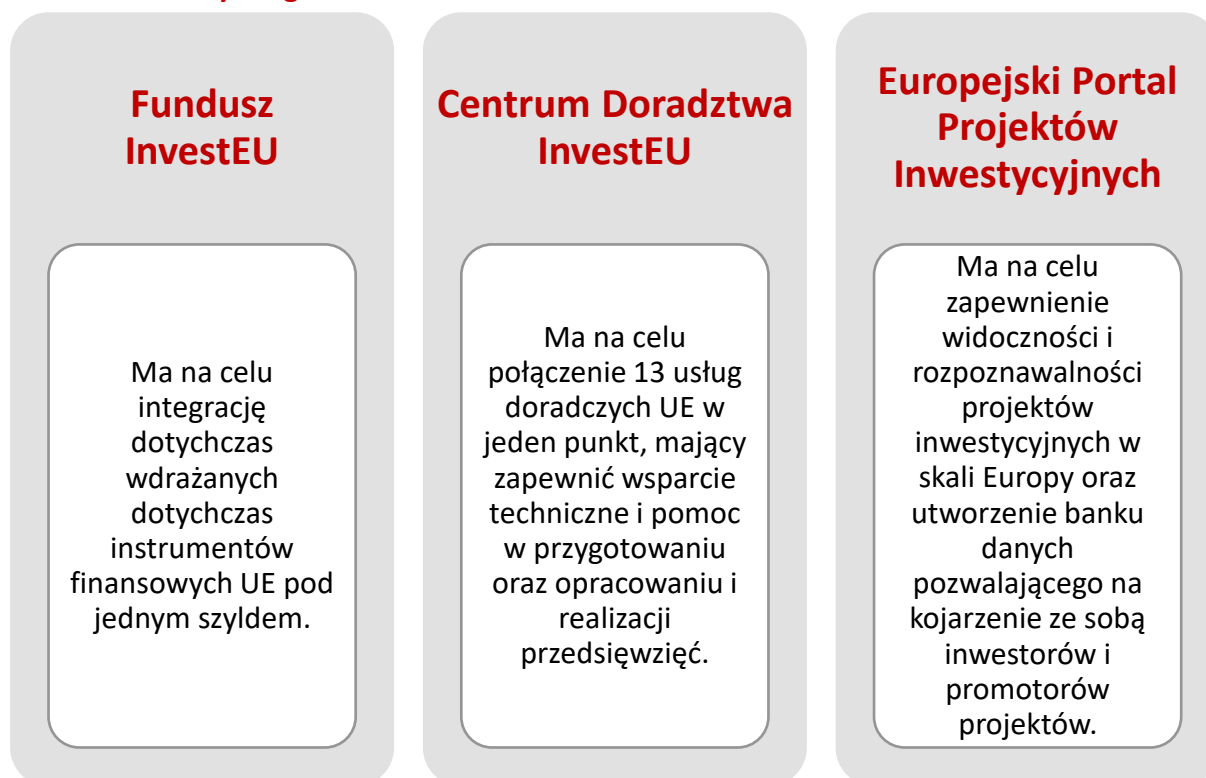 Fundusz
InvestEU
Ma na celu
integrację
dotychczas
wdrażanych
dotychczas
instrumentów
finansowych UE pod
jednym szyldem.
Centrum Doradztwa
InvestEU
Ma na celu
połączenie 13 usług
doradczych UE w
jeden punkt, mający
zapewnić wsparcie
techniczne i pomoc
w przygotowaniu
oraz opracowaniu i
realizacji
przedsięwzięć.
Europejski Portal
Projektów
Inwestycyjnych
Ma na celu
zapewnienie
widoczności i
rozpoznawalności
projektów
inwestycyjnych w
skali Europy oraz
utworzenie banku
danych
pozwalającego na
kojarzenie ze sobą
inwestorów i
promotorów
projektów.